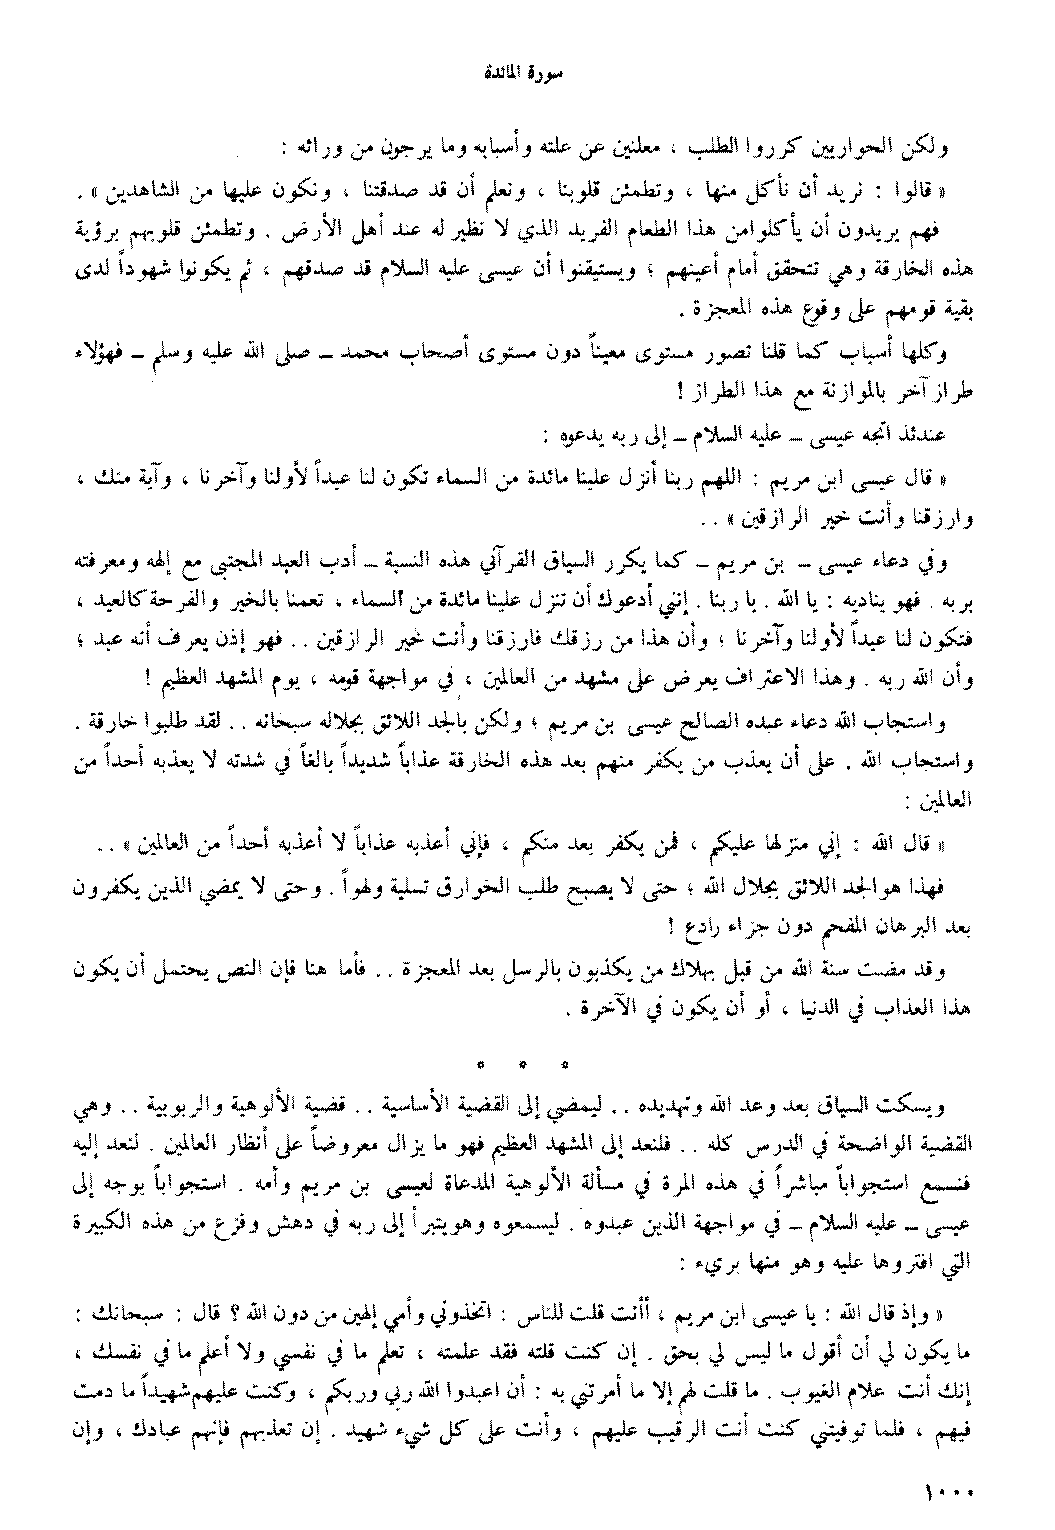 سورة المائدة
ولكن الحواريين كرروا الطلب ، معلنين عن علته وأسبابه وما يرجون من ورائه :
« قالوا : نريد أن نأكل منها ، وتطمئن قلوبنا ، ونعلم أن قد صدقتنا ، ونكون عليها من الشاهدين » .
فهم يريدون أن يأكلوا من هذا الطعام الفريد الذي لا نظير له عند أهل الأرض . وتطمئن قلوبهم برؤية
هذه الخارقة وهي تتحقق أمام أعينهم ؛ ويستيقنوا أن عيسى عليه السلام قد صدقهم ، ثم يكونوا شهوداً لدى
بقية قومهم على وقوع هذه المعجزة .
وكلها أسباب كما قلنا تصور مستوى معيناً دون مستوى أصحاب محمد – صلى الله عليه وسلم – فهؤلاء
طراز آخر بالموازنة مع هذا الطراز !
عندئذ اتجه عيسى – عليه السلام – إلى ربه يدعوه :
« قال عيسى ابن مريم : اللهم ربنا أنزل علينا مائدة من السماء تكون لنا عيداً لأولنا وآخرنا ، وآية منك ،
وارزقنا وأنت خير الرازقين » . .
وفي دعاء عيسى – بن مريم – كما يكرر السياق القرآني هذه النسبة – أدب العبد المجتبى مع إلهه ومعرفته
بربه . فهو يناديه : يا الله . يا ربنا . إنني أدعوك أن تنزل علينا مائدة من السماء ، تعمنا بالخير والفرحة كالعيد ،
فتكون لنا عيداً لأولنا وآخرنا ؛ وأن هذا من رزقك فارزقنا وأنت خير الرازقين . . فهو إذن يعرف أنه عبد ؛
وأن الله ربه . وهذا الاعتراف يعرض على مشهد من العالمين ، في مواجهة قومه ، يوم المشهد العظيم !
واستجاب الله دعاء عبده الصالح عيسى بن مريم ؛ ولكن بالجد اللائق بجلاله سبحانه . . لقد طلبوا خارقة .
واستجاب الله . على أن يعذب من يكفر منهم بعد هذه الخارقة عذاباً شديداً بالغاً في شدته لا يعذبه أحداً من
العالمين :
« قال الله : إني منزلها عليكم ، فمن يكفر بعد منكم ، فإني أعذبه عذاباً لا أعذبه أحداً من العالمين » . .
فهذا هو الجد اللائق بجلال الله ؛ حتى لا يصبح طلب الخوارق تسلية ولهواً . وحتى لا يمضي الذين يكفرون
بعد البرهان المفحم دون جزاء رادع !
وقد مضت سنة الله من قبل بهلاك من يكذبون بالرسل بعد المعجزة . . فأما هنا فإن النص يحتمل أن يكون
هذا العذاب في الدنيا ، أو أن يكون في الآخرة .
* * *
ويسكت السياق بعد وعد الله وتهديده . . ليمضي إلى القضية الأساسية . . قضية الألوهية والربوبية . . وهي
القضية الواضحة في الدرس كله . . فلنعد إلى المشهد العظيم فهو ما يزال معروضاً على أنظار العالمين . لنعد إليه
فنسمع استجواباً مباشراً في هذه المرة في مسألة الألوهية المدعاة لعيسى بن مريم وأمه . استجواباً يوجه إلى
عيسى – عليه السلام – في مواجهة الذين عبدوه . ليسمعوه وهو يتبرأ إلى ربه في دهش وفزع من هذه الكبيرة
التي افتروها عليه وهو منها بريء :
« وإذ قال الله : يا عيسى ابن مريم ، أأنت قلت للناس : اتخذوني وأمي إلهين من دون الله ؟ قال : سبحانك :
ما يكون لي أن أقول ما ليس لي بحق . إن كنت قلته فقد علمته ، تعلم ما في نفسي ولا أعلم ما في نفسك ،
إنك أنت علام الغيوب . ما قلت لهم إلا ما أمرتني به : أن اعبدوا الله ربي وربكم ، وكنت عليهم شهيداً ما دمت
فيهم ، فلما توفيتني كنت أنت الرقيب عليهم ، وأنت على كل شيء شهيد . إن تعذبهم فإنهم عبادك ، وإن
١٠٠٠